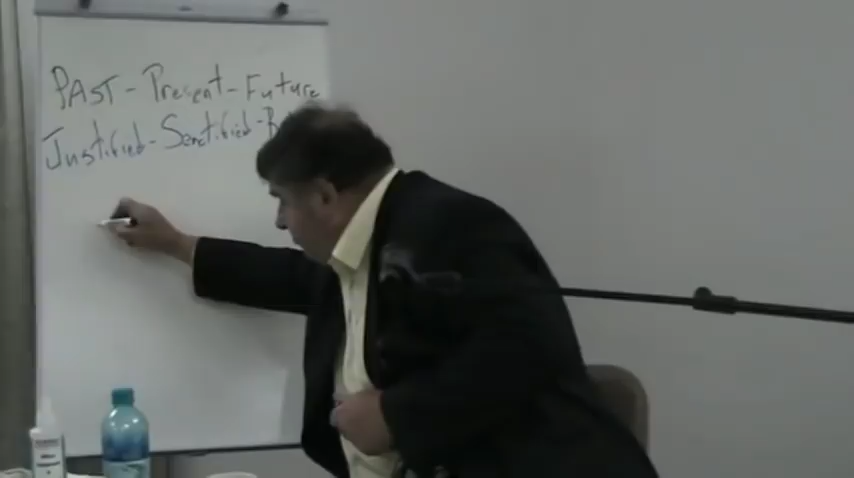 PAST - Present - Future
Justified - Sanctified -